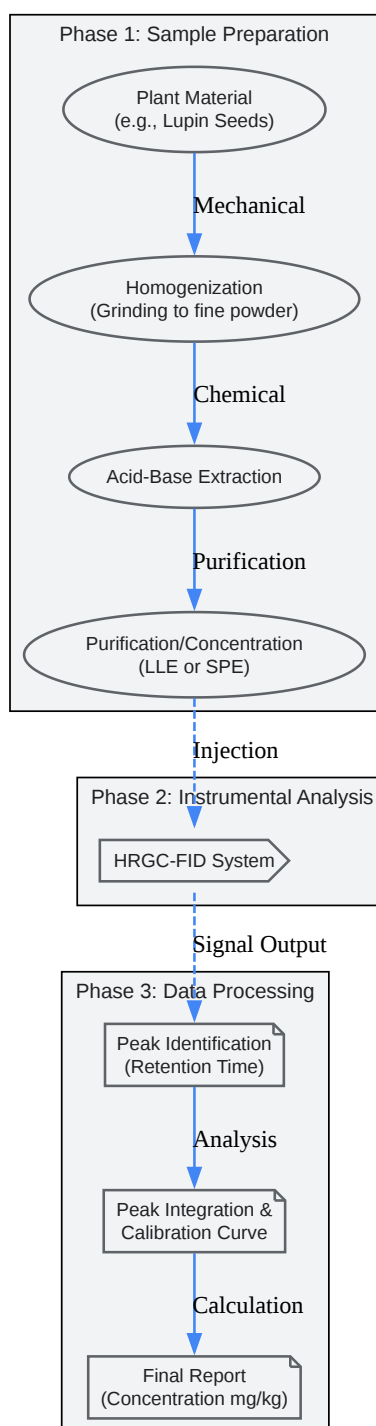 Phase 1: Sample Preparation
Plant Material
(e.g., Lupin Seeds)
Mechanical
Homogenization
(Grinding to fine powder)
Chemical
Acid-Base Extraction
Purification
Purification/Concentration
(LLE or SPE)
Injection
Phase 2: Instrumental Analysis
HRGC-FID System
Signal Output
Phase 3: Data Processing
Peak Identification
(Retention Time)
Analysis
Peak Integration &
Calibration Curve
Calculation
Final Report
(Concentration mg/kg)